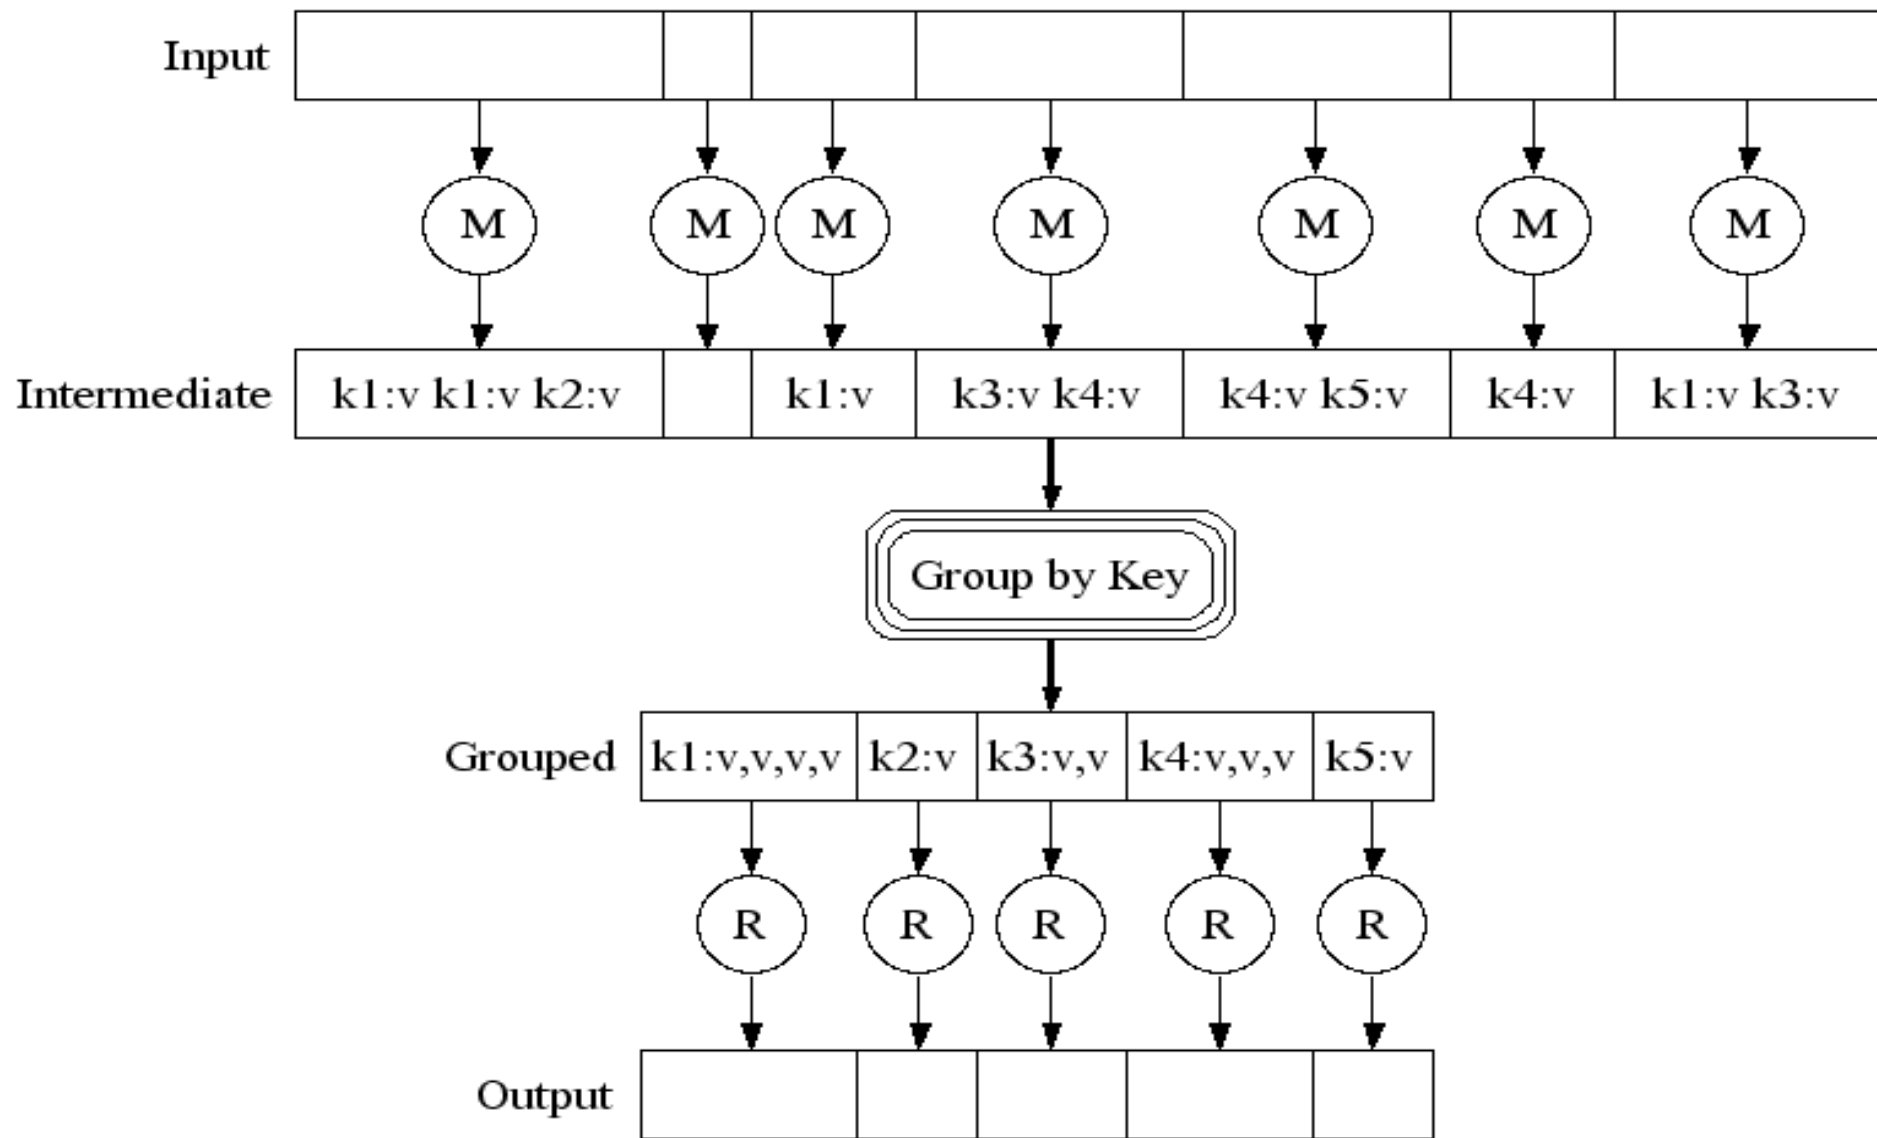 Input
M M M M M M M
Intermediate k1:v k1:v k2:v k1:v k3:v k4:v k4:v k5:v k4:v k1:v k3:v
Group by Key
Grouped k1:v,v,v,v k2:v k3:v,v k4:v,v,v k5:v
R R R R R
Output